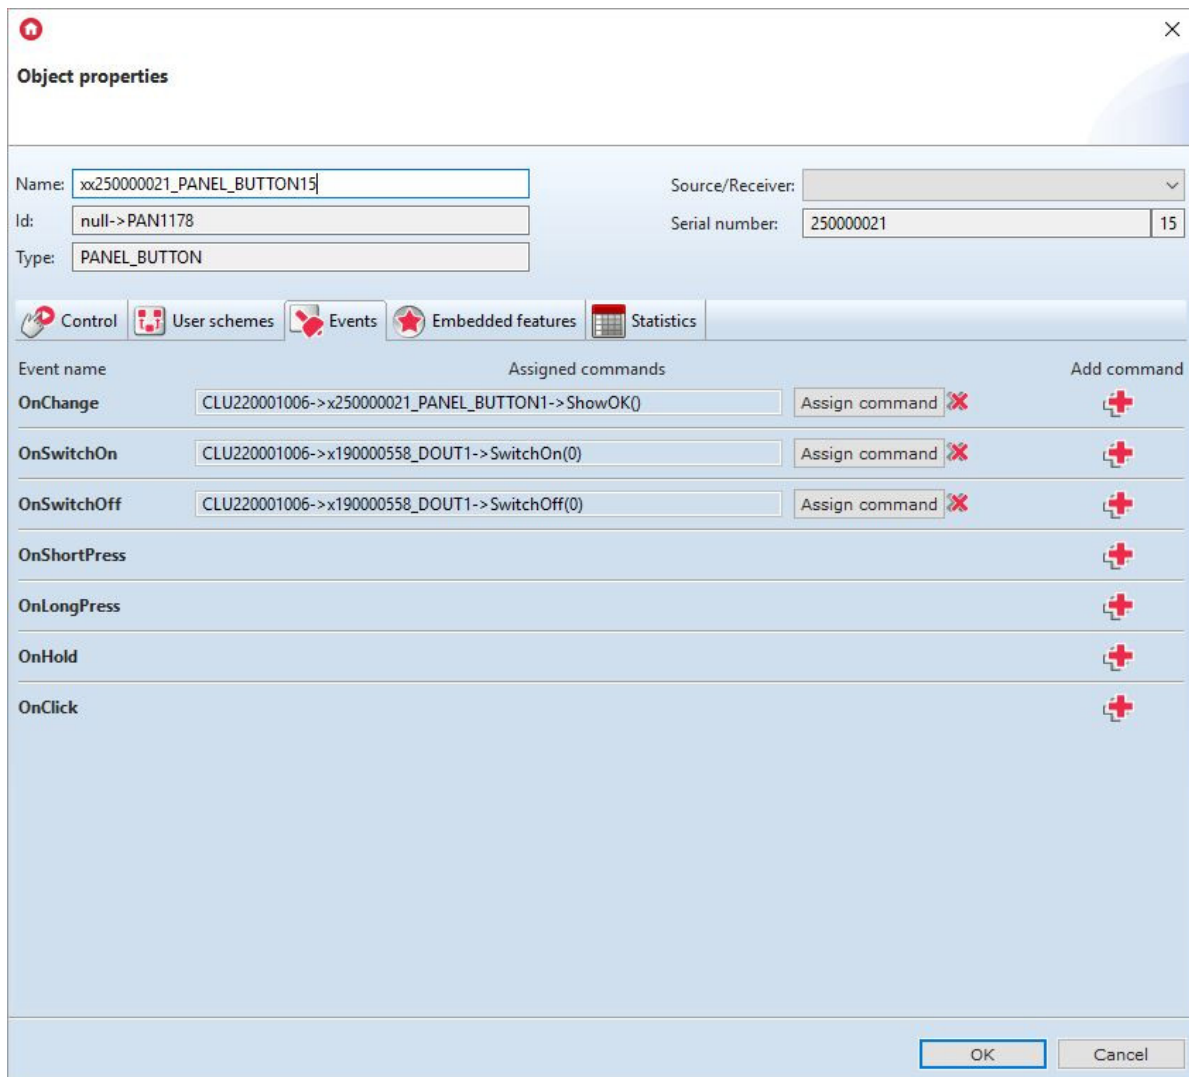 Object properties
Name: xx250000021_PANEL_BUTTON15 Source/Receiver:
Id: null->PAN1178 Serial number: 250000021 15
Type: PANEL_BUTTON
Control User schemes Events Embedded features Statistics
Event name Assigned commands Add command
OnChange CLU220001006->x250000021_PANEL_BUTTON1->ShowOK() Assign command
OnSwitchOn CLU220001006->x190000558_DOUT1->SwitchOn(0) Assign command
OnSwitchOff CLU220001006->x190000558_DOUT1->SwitchOff(0) Assign command
OnShortPress
OnLongPress
OnHold
OnClick
OK Cancel